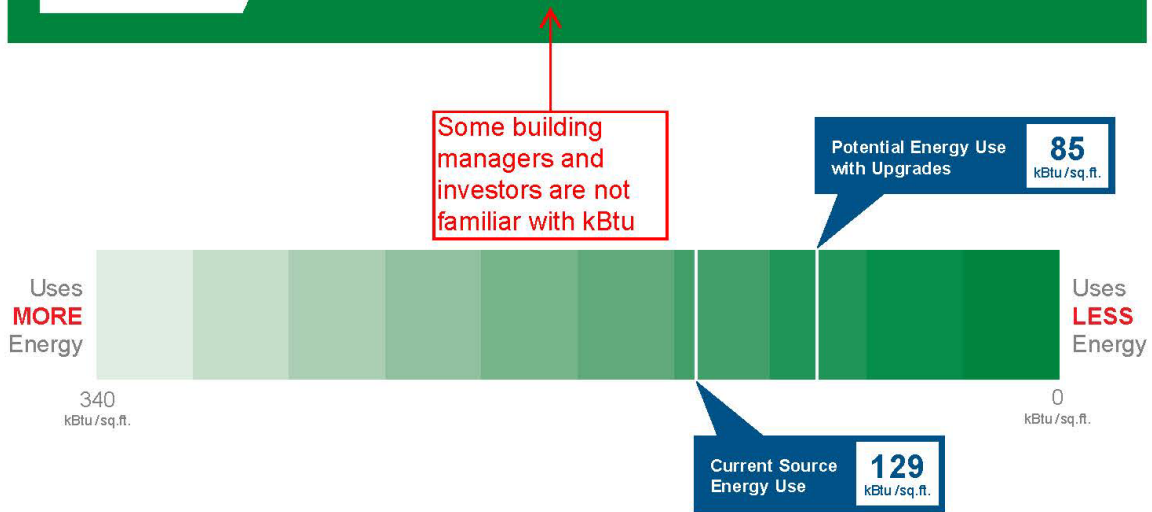 Some building
managers and
investors are not
familiar with kBtu
Potential Energy Use
with Upgrades
85
kBtu/sq.ft.
Uses
MORE
Energy
Uses
LESS
Energy
340
kBtu/sq.ft.
0
kBtu/sq.ft.
Current Source
Energy Use
129
kBtu/sq.ft.